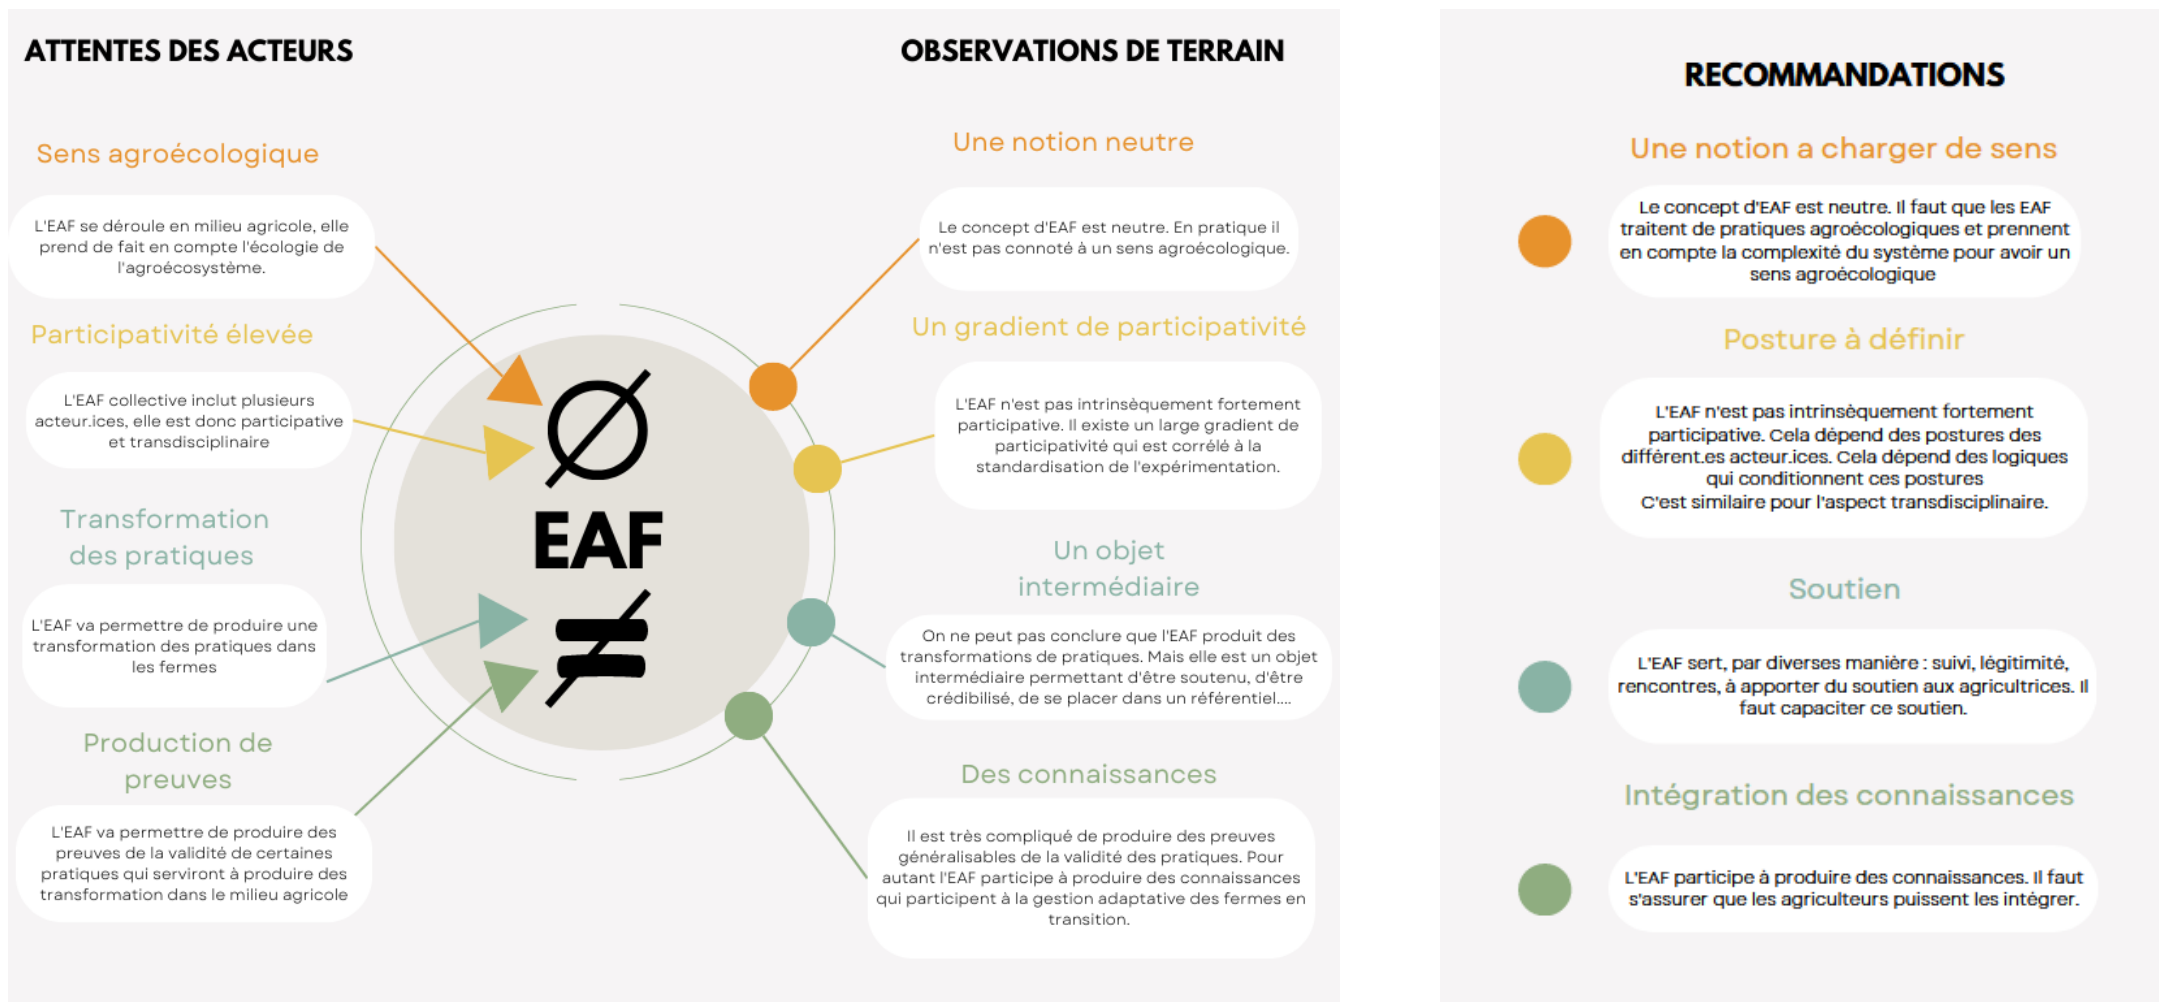 ATTENTES DES ACTEURS
Sens agroécologique
L'EAF se déroule en milieu agricole, elle
prend de fait en compte l'écologie de
l'agroécosystème.
Participativité élevée
L'EAF collective inclut plusieurs
acteur.ices, elle est donc participative
et transdisciplinaire
Transformation
des pratiques
L'EAF va permettre de produire une
transformation des pratiques dans
les fermes
Production de
preuves
L'EAF va permettre de produire des
preuves de la validité de certaines
pratiques qui serviront à produire des
transformation dans le milieu agricole
Ø
EAF
≠
OBSERVATIONS DE TERRAIN
Une notion neutre
Le concept d'EAF est neutre. En pratique il
n'est pas connoté à un sens agroécologique.
Un gradient de participativité
L'EAF n'est pas intrinsèquement fortement
participative. Il existe un large gradient de
participativité qui est corrélé à la
standardisation de l'expérimentation.
Un objet
intermédiaire
On ne peut pas conclure que l'EAF produit des
transformations de pratiques. Mais elle est un objet
intermédiaire permettant d'être soutenu, d'être
crédibilisé, de se placer dans un référentiel....
Des connaissances
Il est très compliqué de produire des preuves
généralisables de la validité des pratiques. Pour
autant l'EAF participe à produire des connaissances
qui participent à la gestion adaptative des fermes en
transition.
RECOMMANDATIONS
Une notion a charger de sens
Le concept d'EAF est neutre. Il faut que les EAF
traitent de pratiques agroécologiques et prennent
en compte la complexité du système pour avoir un
sens agroécologique
Posture à définir
L'EAF n'est pas intrinsèquement fortement
participative. Cela dépend des postures des
différent.es acteur.ices. Cela dépend des logiques
qui conditionnent ces postures
C'est similaire pour l'aspect transdisciplinaire.
Soutien
L'EAF sert, par diverses manière : suivi, légitimité,
rencontres, à apporter du soutien aux agricultrices. Il
faut capaciter ce soutien.
Intégration des connaissances
L'EAF participe à produire des connaissances. Il faut
s'assurer que les agriculteurs puissent les intégrer.